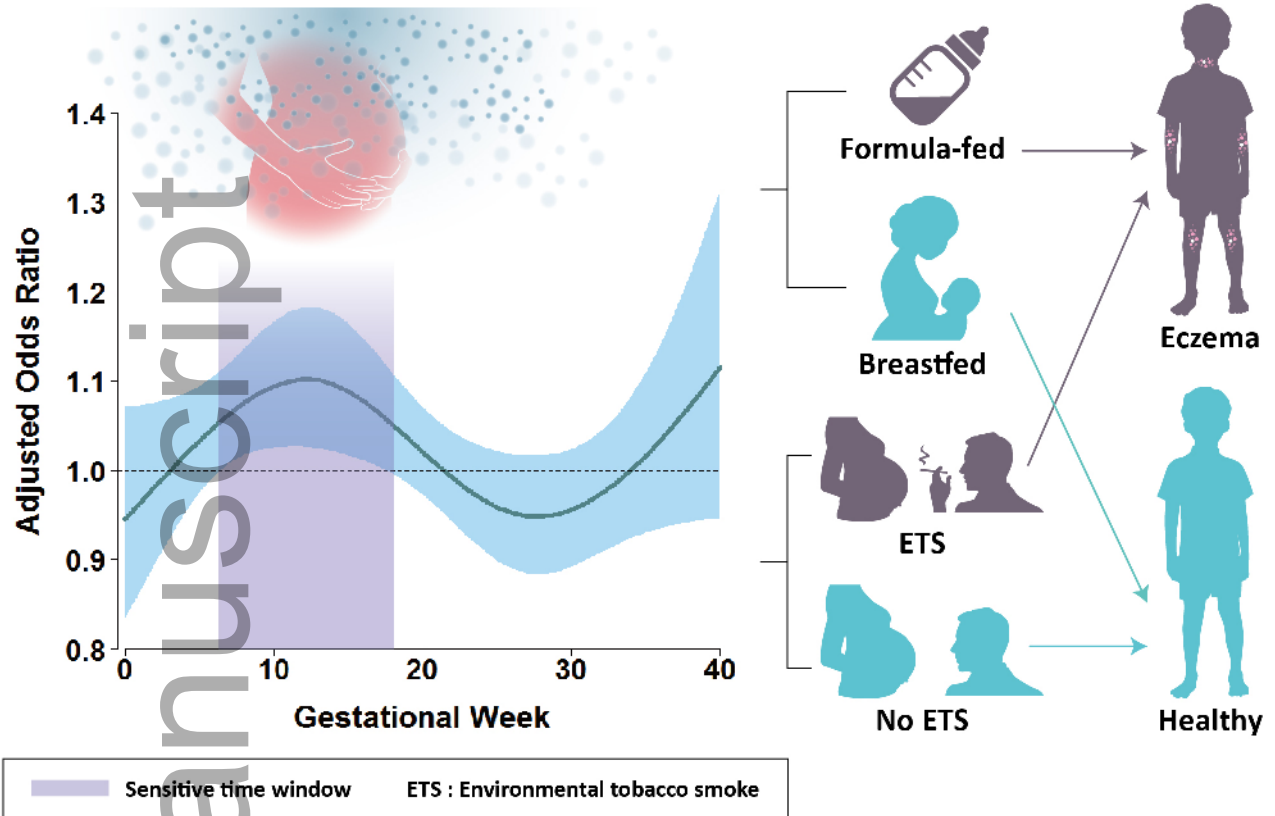 1.4
1.3
1.2
1.1
1.0
0.9
0.8
Adjusted Odds Ratio
0
10
20
30
40
Gestational Week
Sensitive time window
ETS : Environmental tobacco smoke
Formula-fed
Breastfed
ETS
No ETS
Eczema
Healthy
anuscript